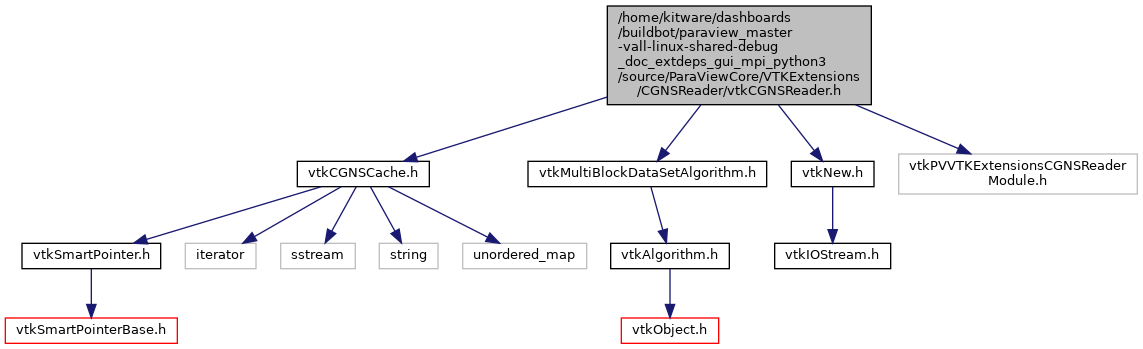 /home/kitware/dashboards
/buildbot/paraview_master
-vall-linux-shared-debug
_doc_extdeps_gui_mpi_python3
/source/ParaViewCore/VTKExtensions
/CGNSReader/vtkCGNSReader.h
vtkCGNSCache.h
vtkMultiBlockDataSetAlgorithm.h
vtkNew.h
vtkPVVTKExtensionsCGNSReader
Module.h
vtkSmartPointer.h
iterator
sstream
string
unordered_map
vtkAlgorithm.h
vtkIOStream.h
vtkSmartPointerBase.h
vtkObject.h